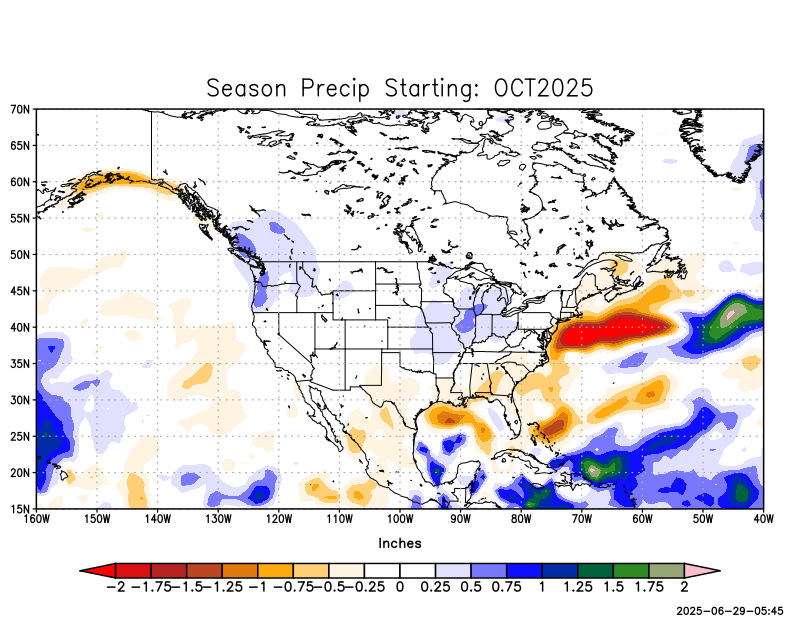 Season Precip Starting: OCT2025
70N
65N
60N
55N
50N
45N
40N
35N
30N
25N
20N
15N
160W 150W 140W 130W 120W 110W 100W 90W 80W 70W 60W 50W 40W
Inches
−2 −1.75 −1.5 −1.25 −1 −0.75 −0.5 −0.25 0 0.25 0.5 0.75 1 1.25 1.5 1.75 2
2025-06-29-05:45